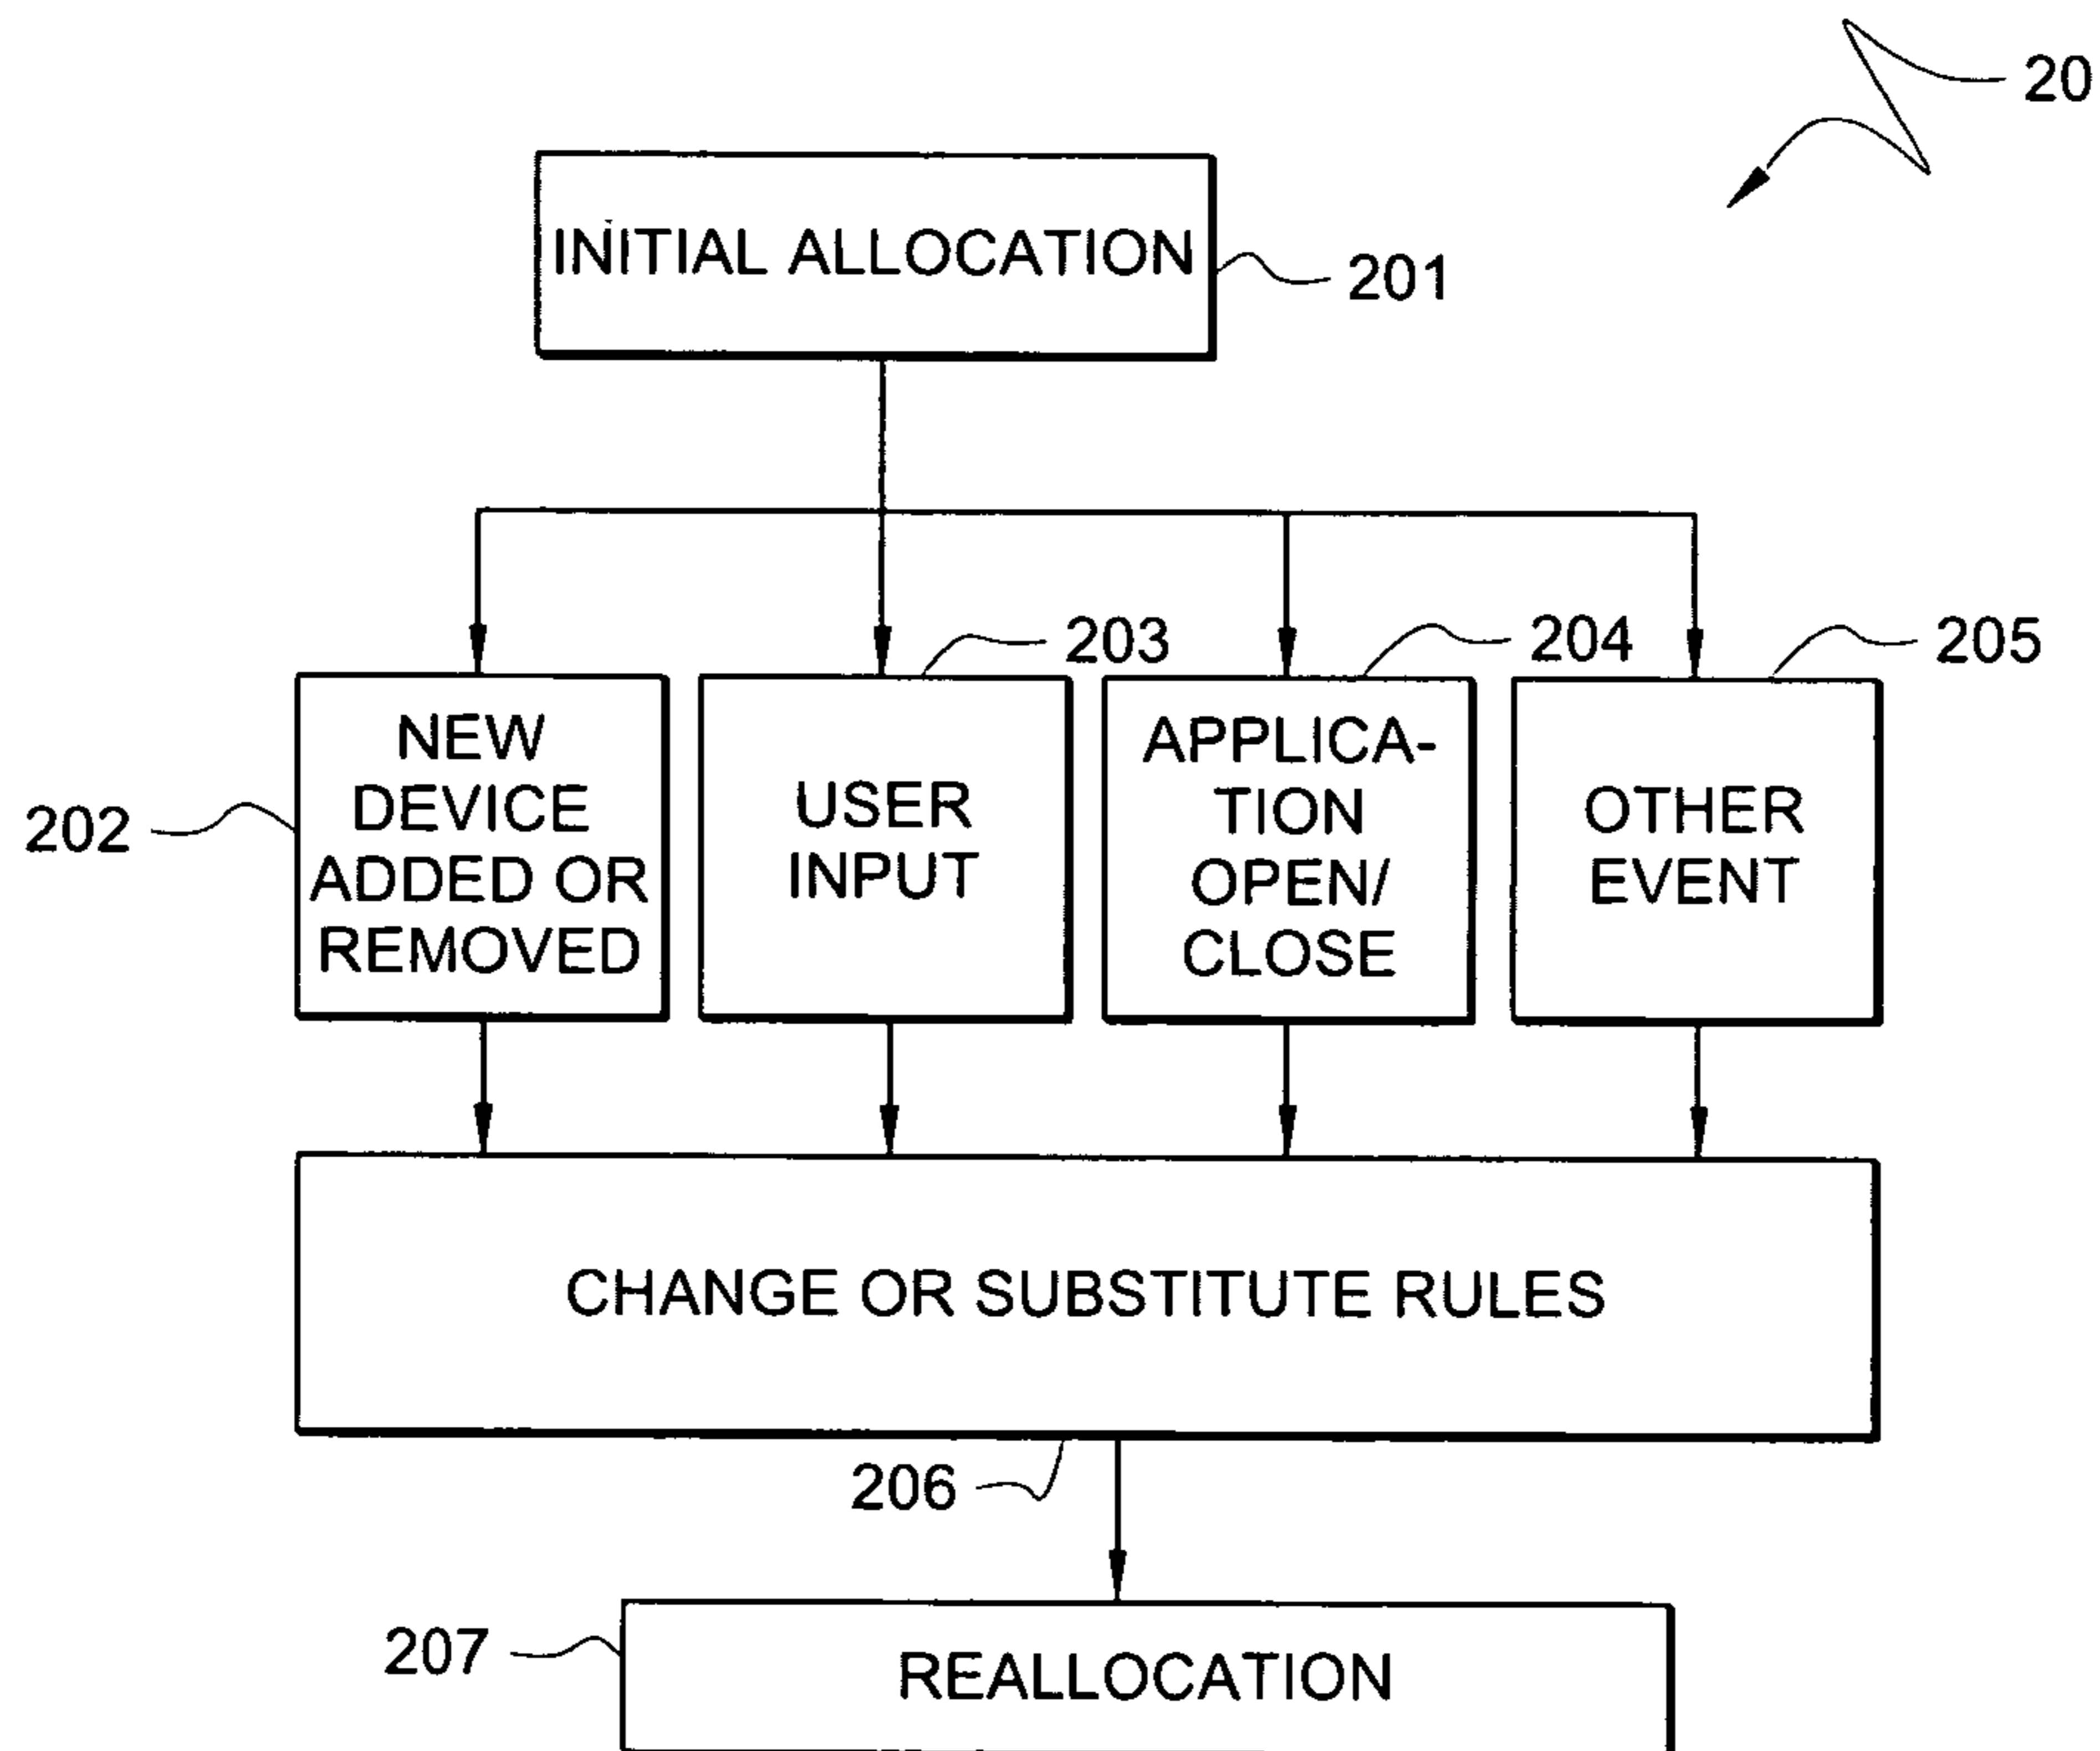 20
INITIAL ALLOCATION
201
203
204
205
202
NEW
DEVICE
ADDED OR
REMOVED
USER
INPUT
APPLICA-
TION
OPEN/
CLOSE
OTHER
EVENT
CHANGE OR SUBSTITUTE RULES
206
207
REALLOCATION